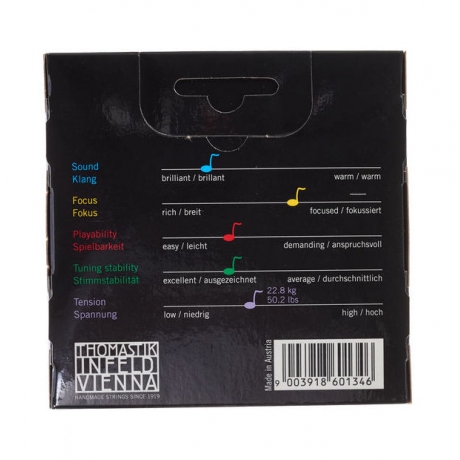 Sound
Klang
brilliant / brillant
warm / warm
Focus
Fokus
rich / breit
focused / fokussiert
Playability
Spielbarkeit
easy / leicht
demanding / anspruchsvoll
Tuning stability
Stimmstabilität
excellent / ausgezeichnet
average / durchschnittlich
Tension
Spannung
22.8 kg
50.2 lbs
low / niedrig
high / hoch
THOMASTIK
INFELD
VIENNA
HANDMADE STRINGS SINCE 1919
Made in Austria
9 003918 601346